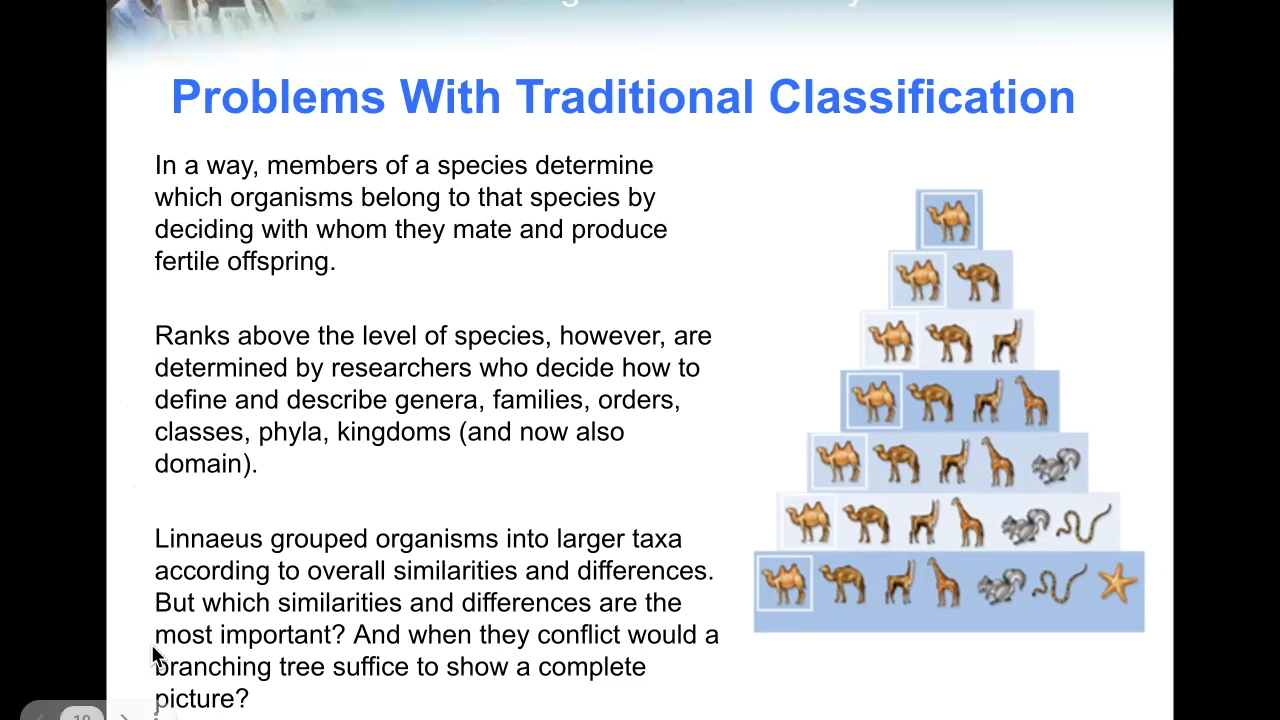 Problems With Traditional Classification
In a way, members of a species determine
which organisms belong to that species by
deciding with whom they mate and produce
fertile offspring.
Ranks above the level of species, however, are
determined by researchers who decide how to
define and describe genera, families, orders,
classes, phyla, kingdoms (and now also
domain).
Linnaeus grouped organisms into larger taxa
according to overall similarities and differences.
But which similarities and differences are the
most important? And when they conflict would a
branching tree suffice to show a complete
picture?